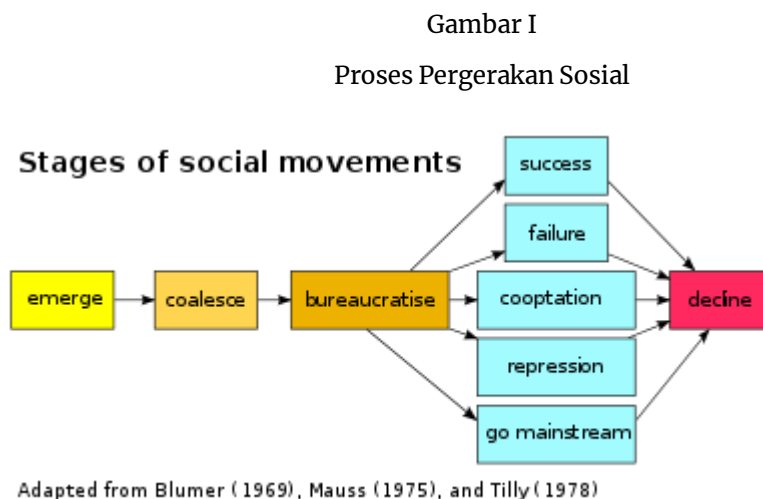 Gambar I
Proses Pergerakan Sosial
Stages of social movements
success
failure
emerge
coalesce
bureaucratise
cooptation
decline
repression
go mainstream
Adapted from Blumer (1969), Mauss (1975), and Tilly (1978)